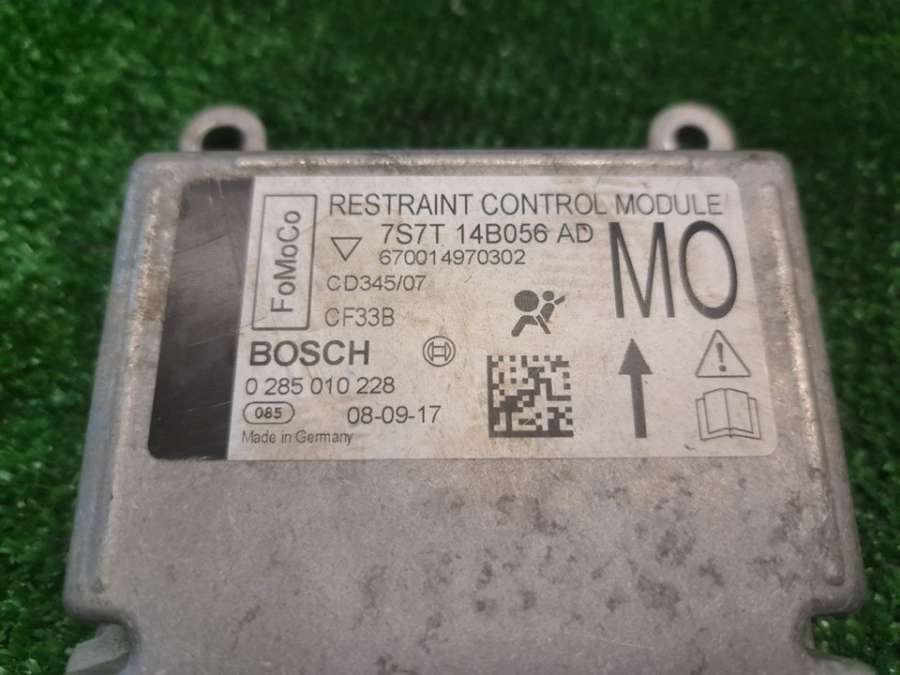 FoMoCo
RESTRAINT CONTROL MODULE
7S7T 14B056 AD
670014970302
MO
CD345/07
CF33B
BOSCH
0 285 010 228
085
08-09-17
Made in Germany